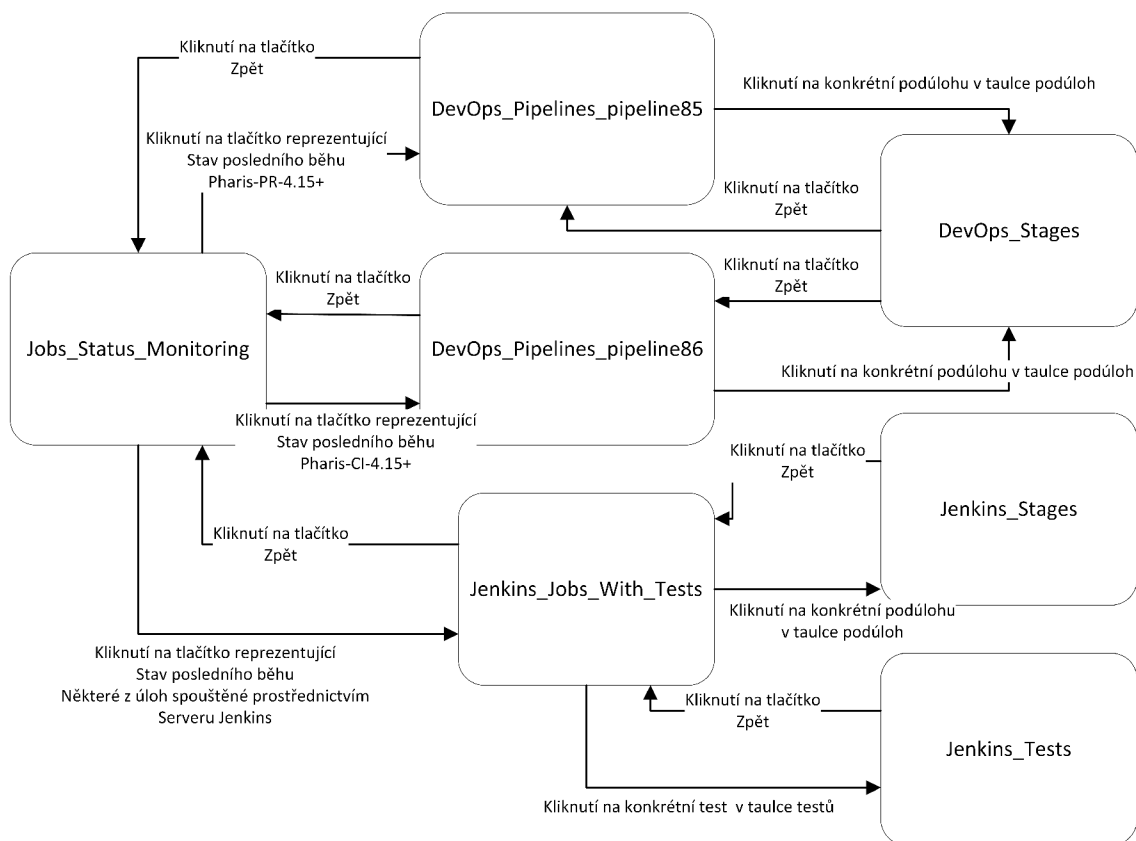 Kliknutí na tlačítko
Zpět
DevOps_Pipelines_pipeline85
Kliknutí na konkrétní podúlohu v taulce podúloh
Kliknutí na tlačítko reprezentující
Stav posledního běhu
Pharis-PR-4.15+
Kliknutí na tlačítko
Zpět
DevOps_Stages
Kliknutí na tlačítko
Zpět
Kliknutí na tlačítko
Zpět
Jobs_Status_Monitoring
DevOps_Pipelines_pipeline86
Kliknutí na konkrétní podúlohu v taulce podúloh
Kliknutí na tlačítko reprezentující
Stav posledního běhu
Pharis-CI-4.15+
Kliknutí na tlačítko
Zpět
Jenkins_Stages
Kliknutí na tlačítko
Zpět
Jenkins_Jobs_With_Tests
Kliknutí na konkrétní podúlohu
v taulce podúloh
Kliknutí na tlačítko reprezentující
Stav posledního běhu
Některé z úloh spouštěné prostřednictvím
Serveru Jenkins
Kliknutí na tlačítko
Zpět
Jenkins_Tests
Kliknutí na konkrétní test  v taulce testů